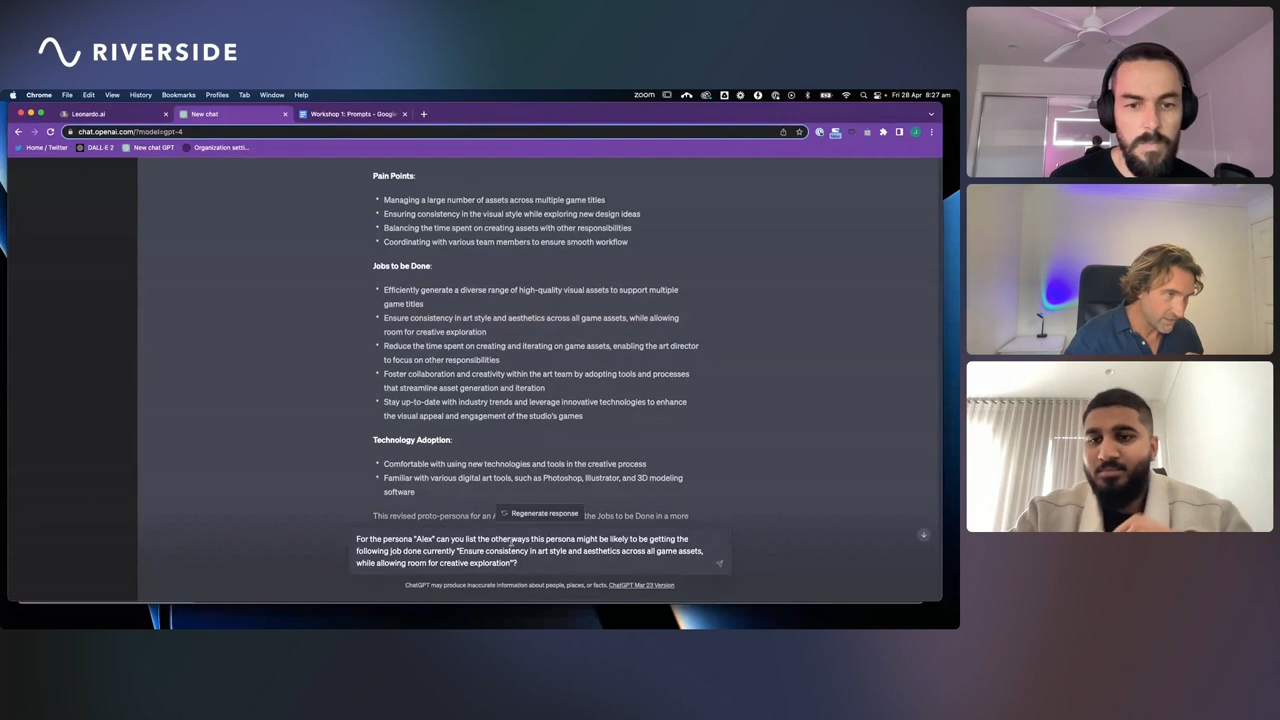 RIVERSIDE
Chrome File Edit View History Bookmarks Profiles Tab Window Help
zoom
Fri 28 Apr 8:27 am
Leonardo.ai
New chat
Workshop 1: Prompts - Google
chat.openai.com/?model=gpt-4
Home / Twitter
DALL-E 2
New chat GPT
Organization setti...
Pain Points:
• Managing a large number of assets across multiple game titles
• Ensuring consistency in the visual style while exploring new design ideas
• Balancing the time spent on creating assets with other responsibilities
• Coordinating with various team members to ensure smooth workflow
Jobs to be Done:
• Efficiently generate a diverse range of high-quality visual assets to support multiple
game titles
• Ensure consistency in art style and aesthetics across all game assets, while allowing
room for creative exploration
• Reduce the time spent on creating and iterating on game assets, enabling the art director
to focus on other responsibilities
• Foster collaboration and creativity within the art team by adopting tools and processes
that streamline asset generation and iteration
• Stay up-to-date with industry trends and leverage innovative technologies to enhance
the visual appeal and engagement of the studio's games
Technology Adoption:
• Comfortable with using new technologies and tools in the creative process
• Familiar with various digital art tools, such as Photoshop, Illustrator, and 3D modeling
software
This revised proto-persona for an A
the Jobs to be Done in a more
Regenerate response
For the persona "Alex" can you list the other ways this persona might be likely to be getting the
following job done currently "Ensure consistency in art style and aesthetics across all game assets,
while allowing room for creative exploration"?
ChatGPT may produce inaccurate information about people, places, or facts. ChatGPT Mar 23 Version